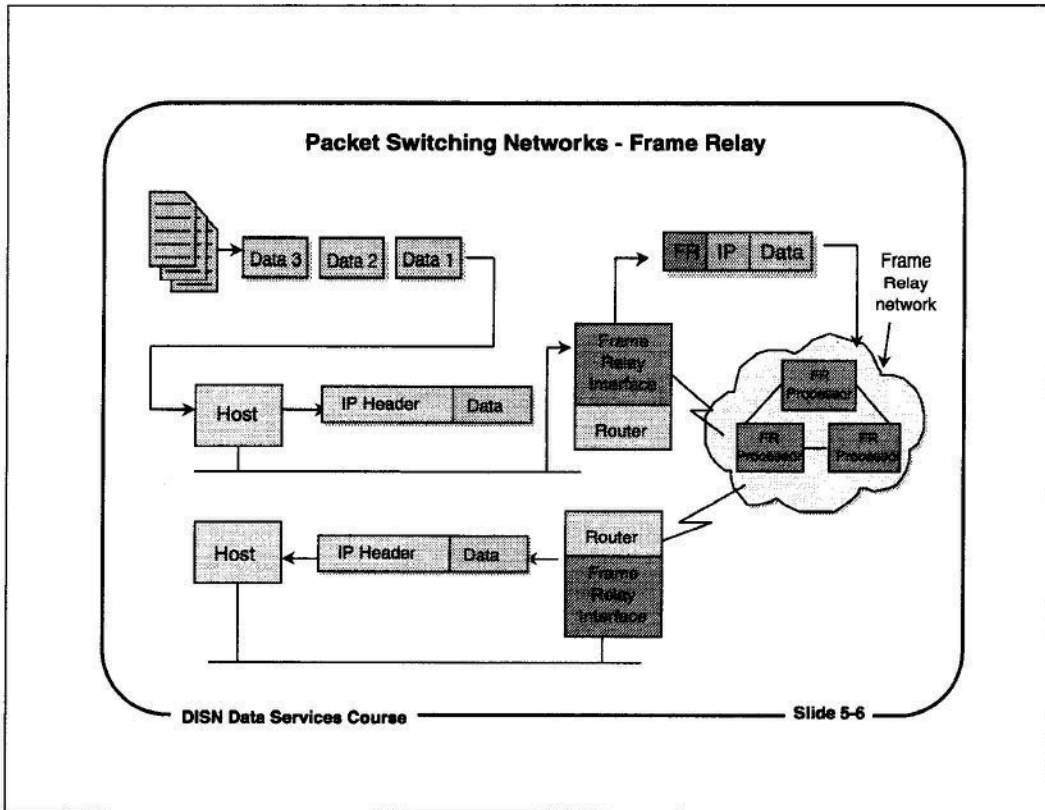 Packet Switching Networks - Frame Relay
Data 3
Data 2
Data 1
FR
IP
Data
Frame
Relay
network
Host
IP Header
Data
Frame
Relay
Interface
Router
FR
Processor
FR
Processor
FR
Processor
Host
IP Header
Data
Router
Frame
Relay
Interface
DISN Data Services Course
Slide 5-6